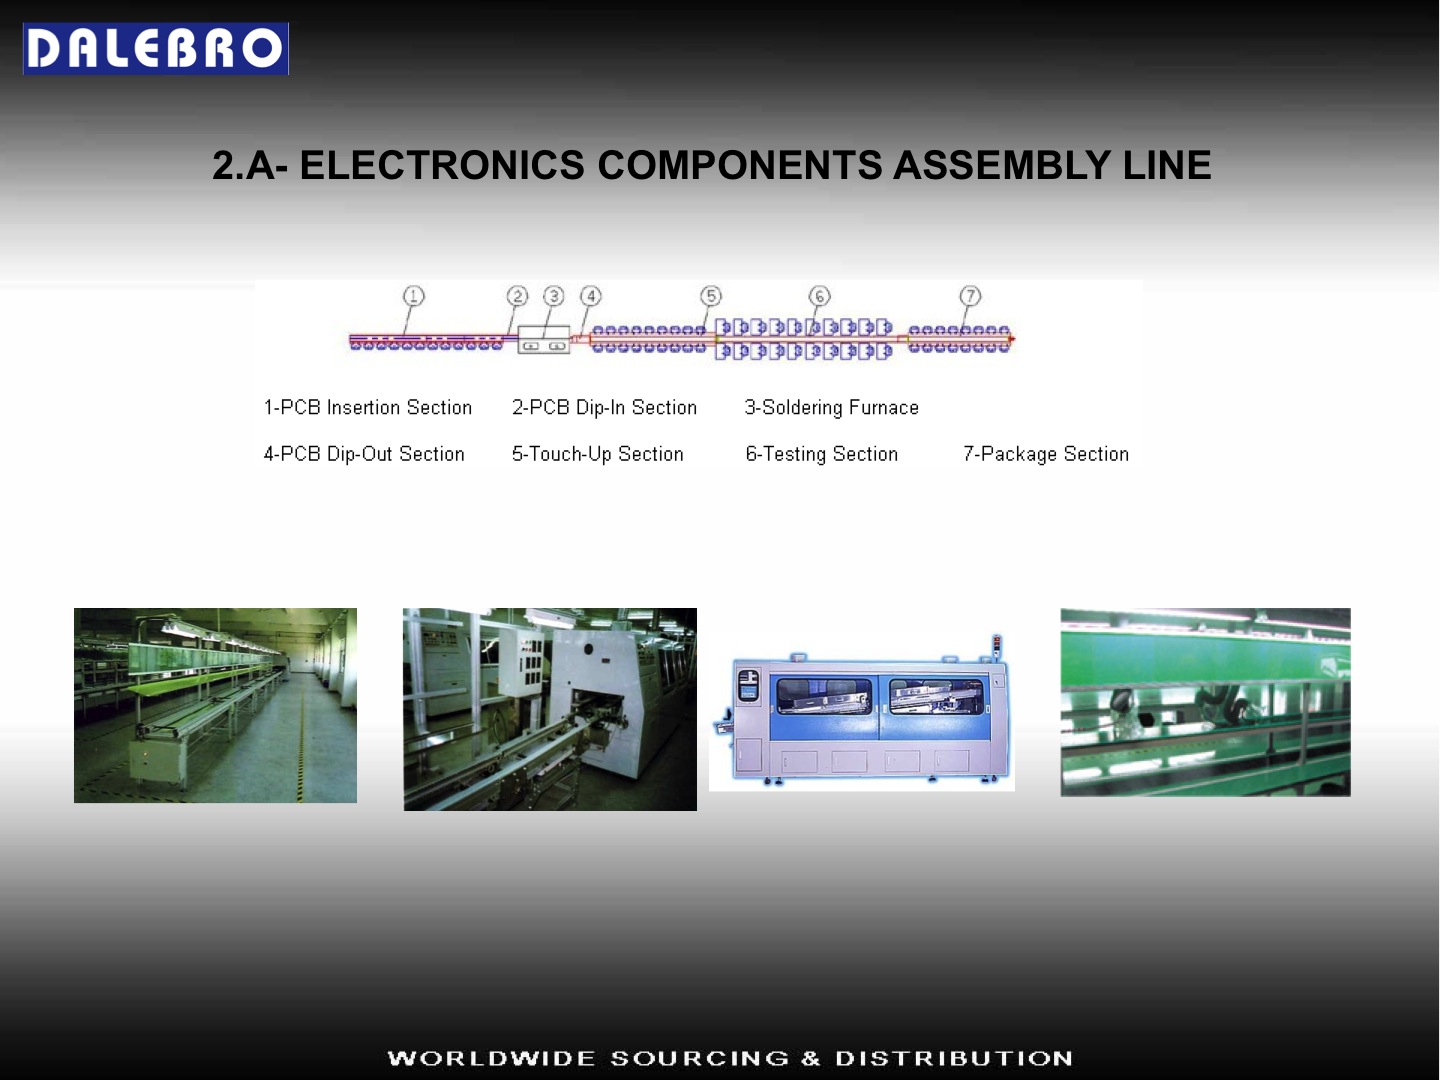 DALEBRO
2.A- ELECTRONICS COMPONENTS ASSEMBLY LINE
1 2 3 4 5 6 7
1-PCB Insertion Section 2-PCB Dip-In Section 3-Soldering Furnace
4-PCB Dip-Out Section 5-Touch-Up Section 6-Testing Section 7-Package Section
WORLDWIDE SOURCING & DISTRIBUTION